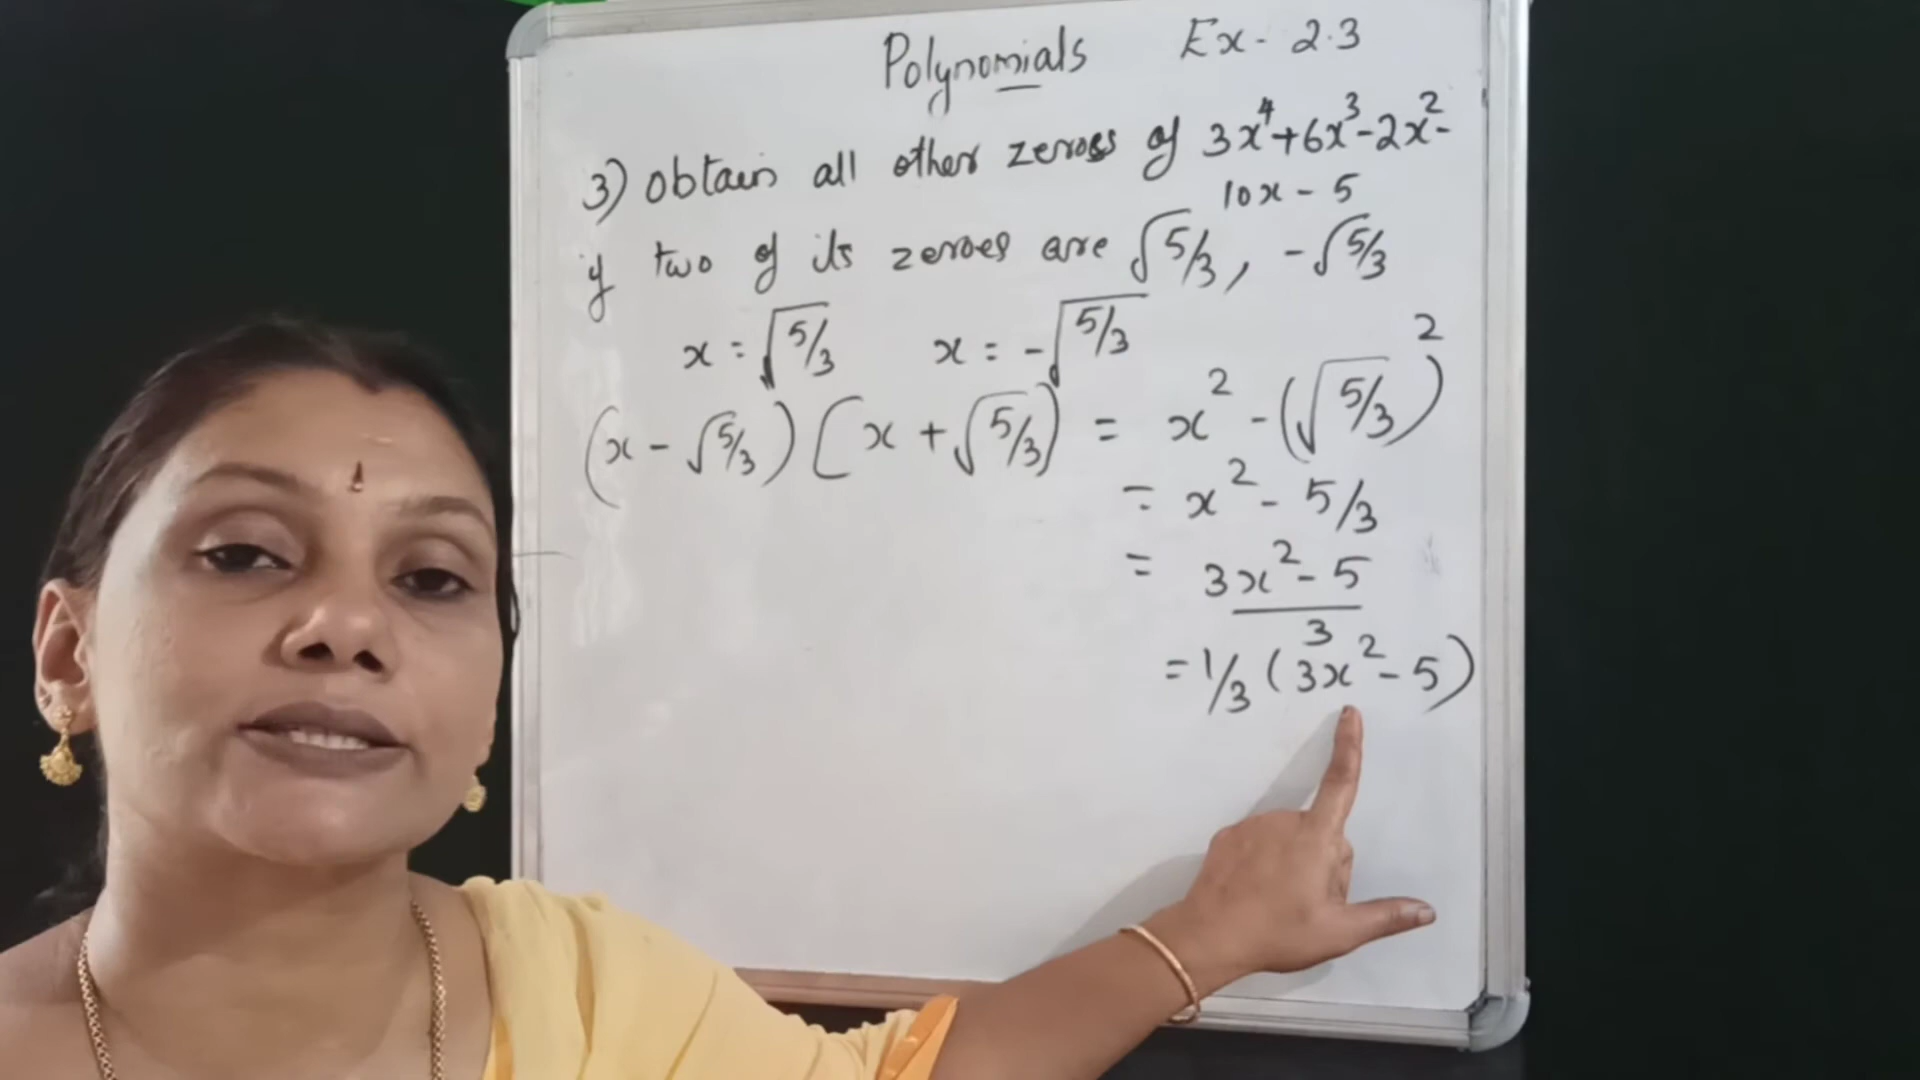 Polynomials Ex- 2.3
3) Obtain all other zeroes of 3x⁴+6x³-2x²-
10x - 5
if two of its zeroes are √5/3, -√5/3
x = √5/3 x = -√5/3
(x - √5/3) [x + √5/3) = x² - (√5/3)²
= x² - 5/3
= 3x² - 5
3
= 1/3 (3x² - 5)